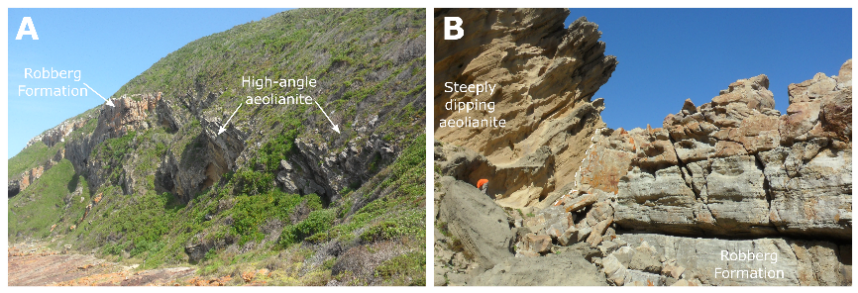 A
Robberg
Formation
High-angle
aeolianite
B
Steeply
dipping
aeolianite
Robberg
Formation